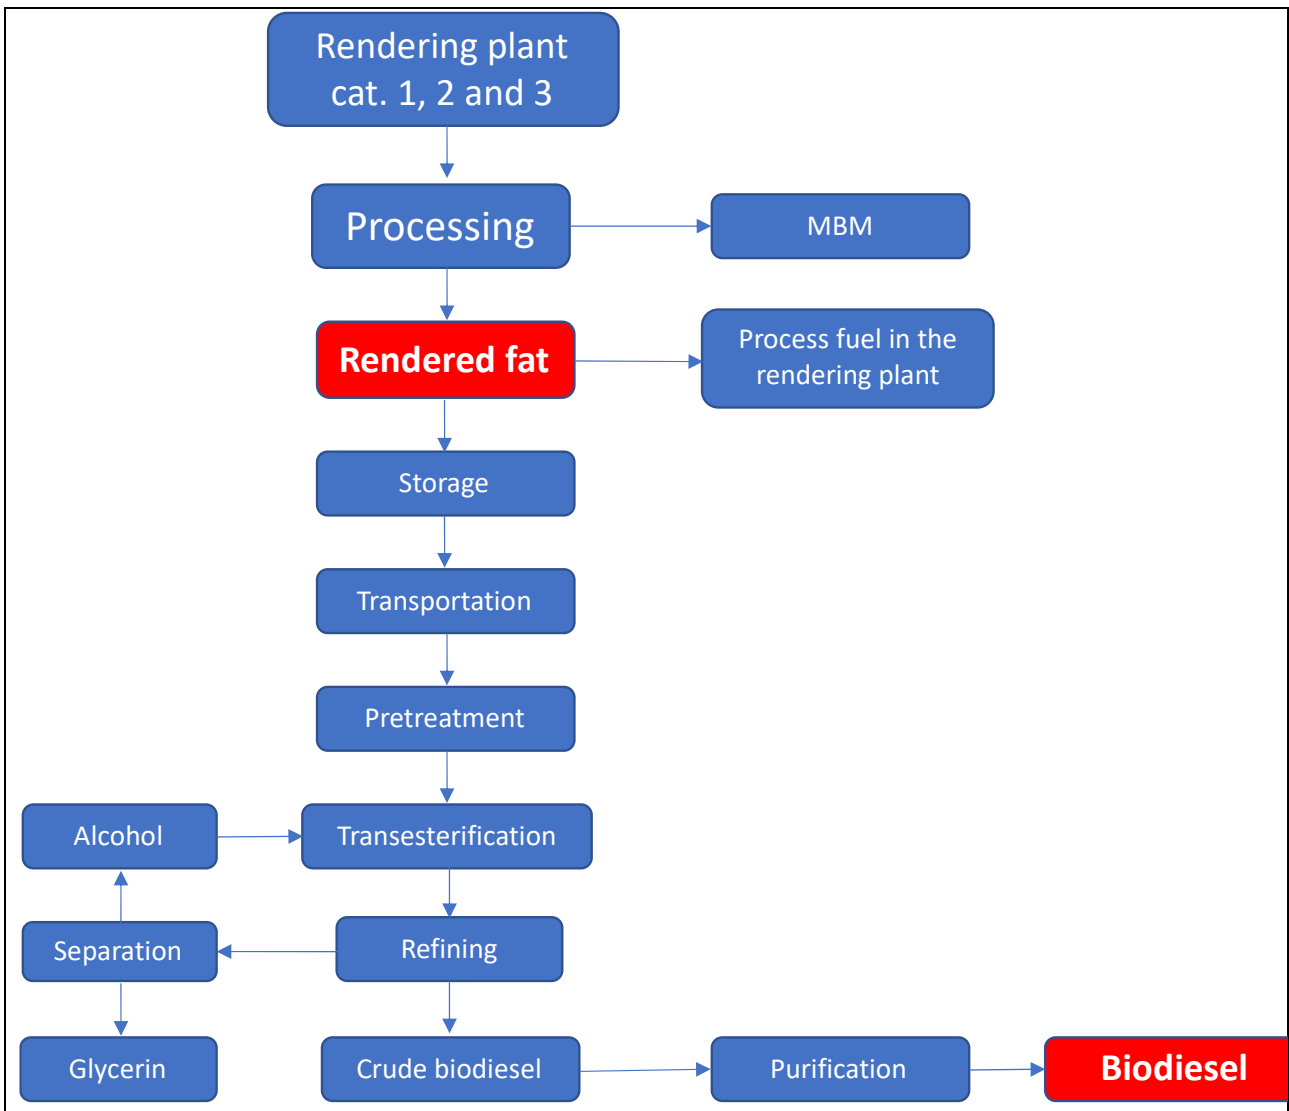 Rendering plant
cat. 1, 2 and 3
Processing
MBM
Rendered fat
Process fuel in the
rendering plant
Storage
Transportation
Pretreatment
Alcohol
Transesterification
Separation
Refining
Glycerin
Crude biodiesel
Purification
Biodiesel